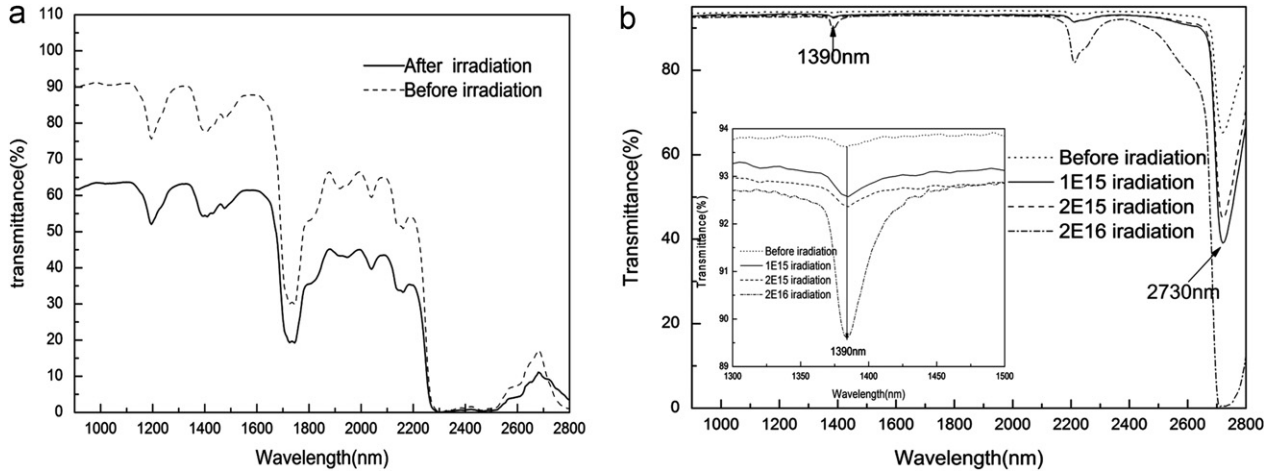 a
110
100
90
80
70
60
50
40
30
20
10
0
transmittance(%)
After irradiation
Before irradiation
1000 1200 1400 1600 1800 2000 2200 2400 2600 2800
Wavelength(nm)
b
80
60
40
20
0
Transmittance(%)
1390nm
Before iradiation
1E15 iradiation
2E15 iradiation
2E16 iradiation
2730nm
94
93
92
91
90
89
Transmittance(%)
Before iradiation
1E15 iradiation
2E15 iradiation
2E16 iradiation
1390nm
1300 1350 1400 1450 1500
Wavelength(nm)
1000 1200 1400 1600 1800 2000 2200 2400 2600 2800
Wavelength(nm)